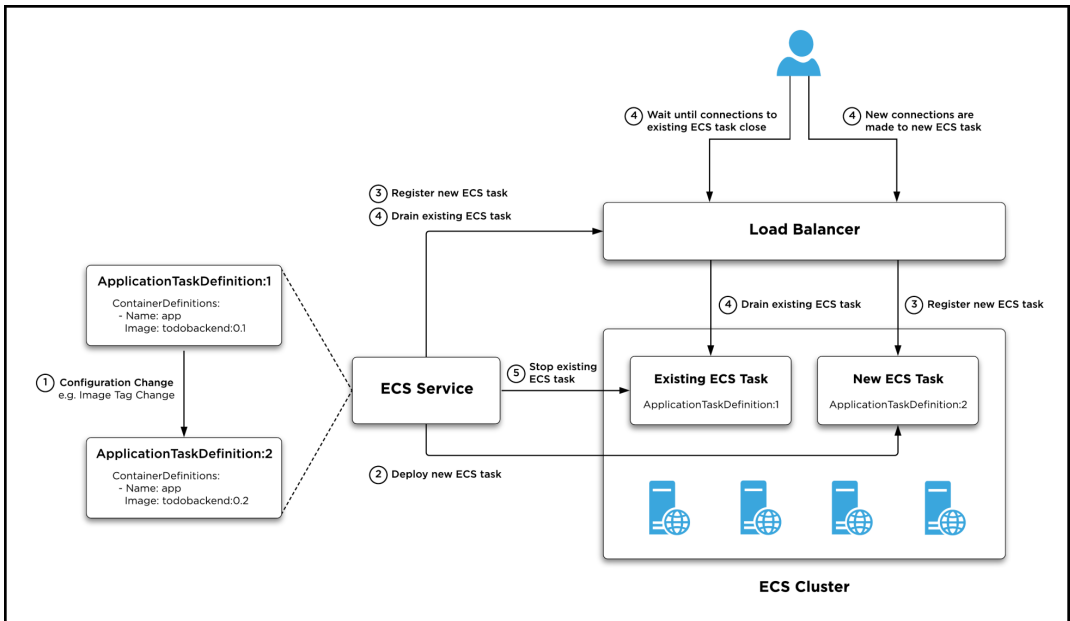 ④ Wait until connections to
existing ECS task close
④ New connections are
made to new ECS task
③ Register new ECS task
④ Drain existing ECS task
Load Balancer
ApplicationTaskDefinition:1
ContainerDefinitions:
- Name: app
Image: todobackend:0.1
④ Drain existing ECS task
③ Register new ECS task
① Configuration Change
e.g. Image Tag Change
ECS Service
⑤ Stop existing
ECS task
Existing ECS Task
ApplicationTaskDefinition:1
New ECS Task
ApplicationTaskDefinition:2
ApplicationTaskDefinition:2
ContainerDefinitions:
- Name: app
Image: todobackend:0.2
② Deploy new ECS task
ECS Cluster